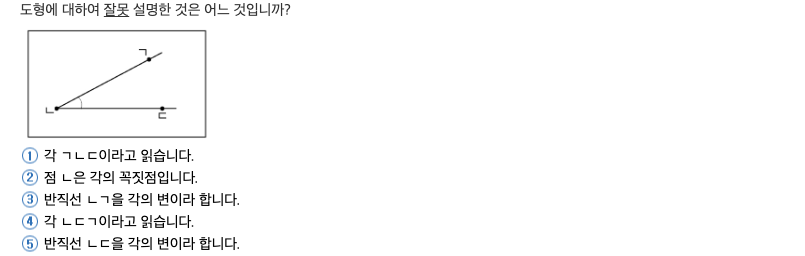 도형에 대하여 잘못 설명한 것은 어느 것입니까?
ㄱ
ㄴ
ㄷ
① 각 ㄱㄴㄷ이라고 읽습니다.
② 점 ㄴ은 각의 꼭짓점입니다.
③ 반직선 ㄴㄱ을 각의 변이라 합니다.
④ 각 ㄴㄷㄱ이라고 읽습니다.
⑤ 반직선 ㄴㄷ을 각의 변이라 합니다.